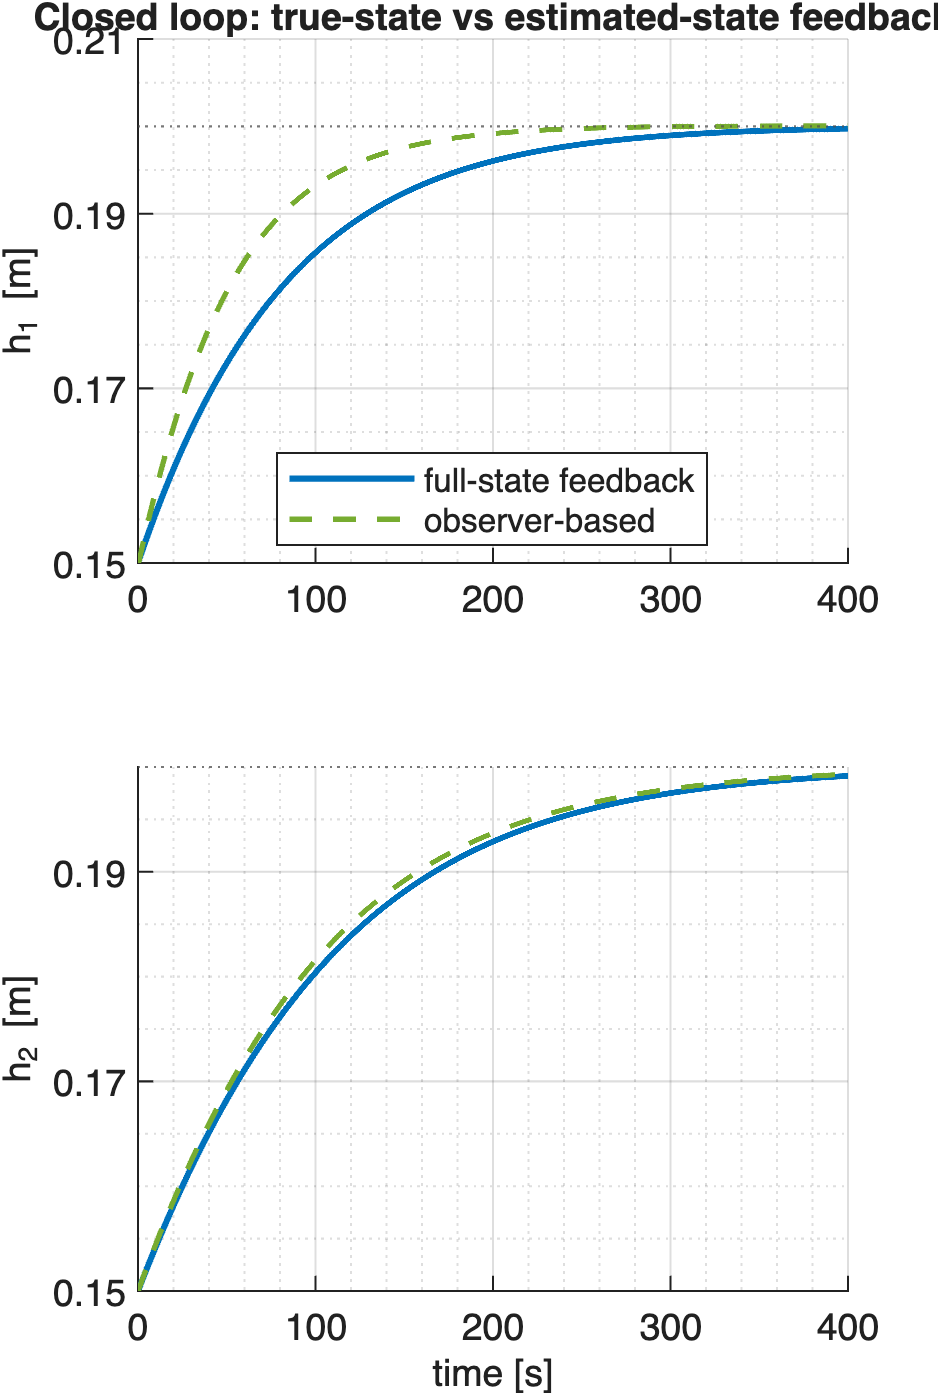 Closed loop: true-state vs estimated-state feedbac
0.21
0.19
0.17
0.15
h1 [m]
full-state feedback
observer-based
0 100 200 300 400
0.19
0.17
0.15
h2 [m]
0 100 200 300 400
time [s]